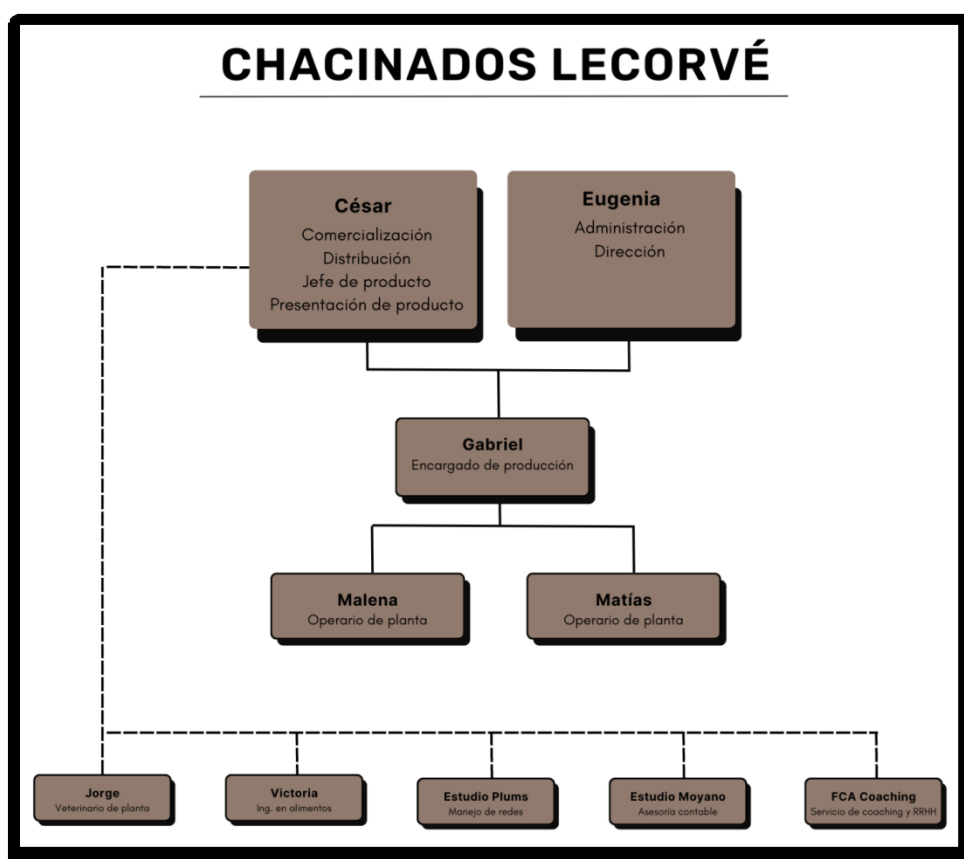 CHACINADOS LECORVÉ
César
Comercialización
Distribución
Jefe de producto
Presentación de producto
Eugenia
Administración
Dirección
Gabriel
Encargado de producción
Malena
Operario de planta
Matías
Operario de planta
Jorge
Veterinario de planta
Victoria
Ing. en alimentos
Estudio Plums
Manejo de redes
Estudio Moyano
Asesoría contable
FCA Coaching
Servicio de coaching y RRHH